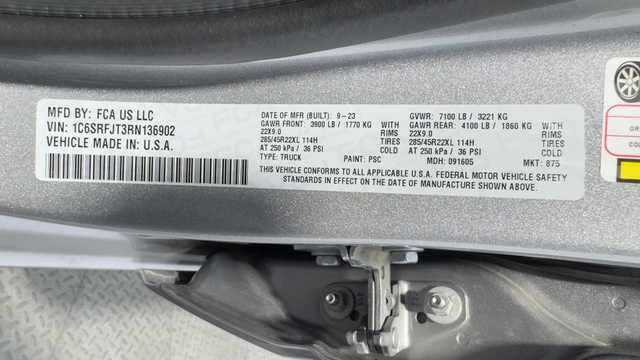 MFD BY: FCA US LLC
VIN: 1C6SRFJT3RN136902
VEHICLE MADE IN: U.S.A.
DATE OF MFR (BUILT): 9-23
GAWR FRONT: 3900 LB / 1770 KG
22X9.0 RIMS
285/45R22XL 114H TIRES
AT 250 kPa / 36 PSI COLD
TYPE: TRUCK PAINT: PSC
GVWR: 7100 LB / 3221 KG
GAWR REAR: 4100 LB / 1860 KG
22X9.0 RIMS
285/45R22XL 114H TIRES
AT 250 kPa / 36 PSI COLD
MDH: 091605 MKT: 875
THIS VEHICLE CONFORMS TO ALL APPLICABLE U.S.A. FEDERAL MOTOR VEHICLE SAFETY
STANDARDS IN EFFECT ON THE DATE OF MANUFACTURE SHOWN ABOVE.